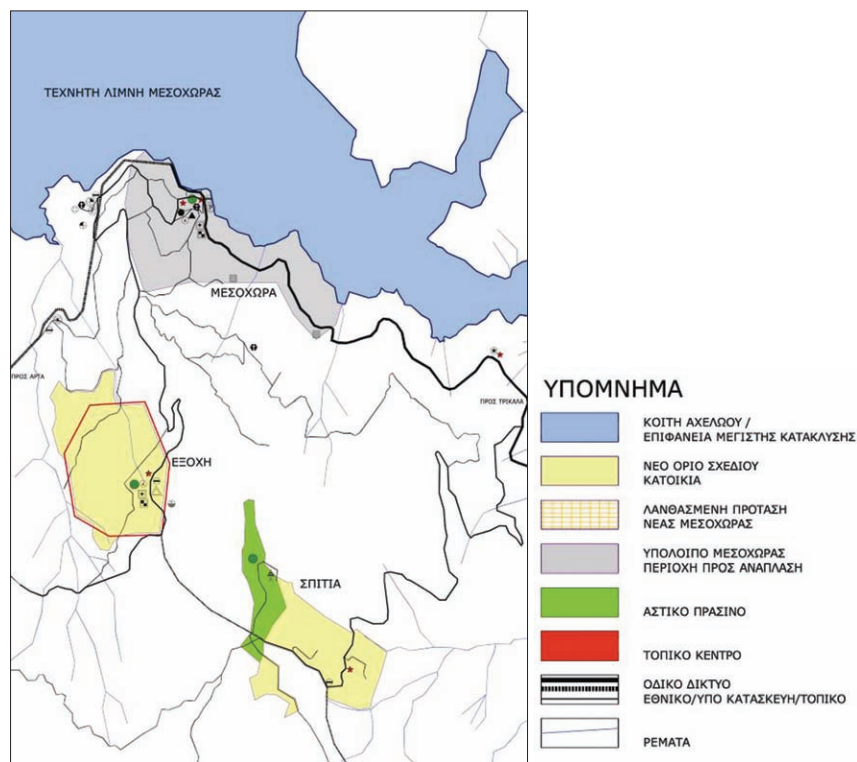 ΤΕΧΝΗΤΗ ΛΙΜΝΗ ΜΕΣΟΧΩΡΑΣ
ΜΕΣΟΧΩΡΑ
ΠΡΟΣ ΑΡΤΑ
ΠΡΟΣ ΤΡΙΚΑΛΑ
ΕΞΟΧΗ
ΣΠΙΤΙΑ
ΥΠΟΜΝΗΜΑ
ΚΟΙΤΗ ΑΧΕΛΩΟΥ /
ΕΠΙΦΑΝΕΙΑ ΜΕΓΙΣΤΗΣ ΚΑΤΑΚΛΥΣΗΣ
ΝΕΟ ΟΡΙΟ ΣΧΕΔΙΟΥ
ΚΑΤΟΙΚΙΑ
ΛΑΝΘΑΣΜΕΝΗ ΠΡΟΤΑΣΗ
ΝΕΑΣ ΜΕΣΟΧΩΡΑΣ
ΥΠΟΛΟΙΠΟ ΜΕΣΟΧΩΡΑΣ
ΠΕΡΙΟΧΗ ΠΡΟΣ ΑΝΑΠΛΑΣΗ
ΑΣΤΙΚΟ ΠΡΑΣΙΝΟ
ΤΟΠΙΚΟ ΚΕΝΤΡΟ
ΟΔΙΚΟ ΔΙΚΤΥΟ
ΕΘΝΙΚΟ/ΥΠΟ ΚΑΤΑΣΚΕΥΗ/ΤΟΠΙΚΟ
ΡΕΜΑΤΑ